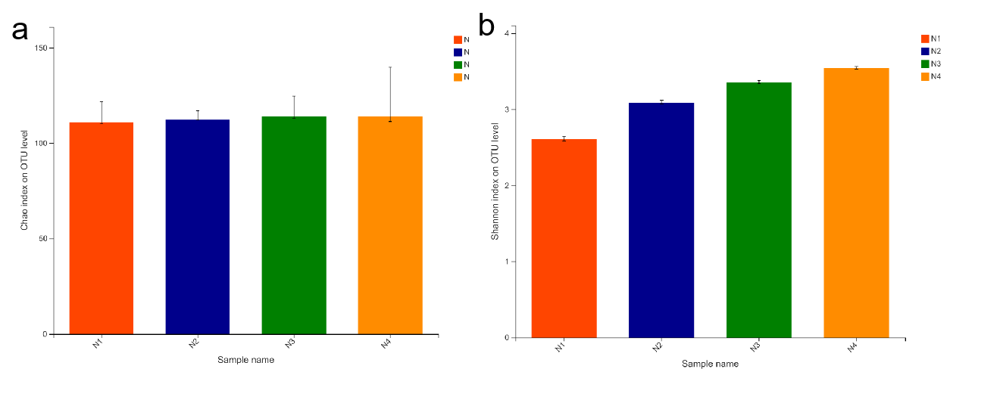 a
150
100
50
0
Chao index on OTU level
N1
N2
N3
N4
Sample name
N
N
N
N
b
4
3
2
1
0
Shannon index on OTU level
N1
N2
N3
N4
Sample name
N1
N2
N3
N4